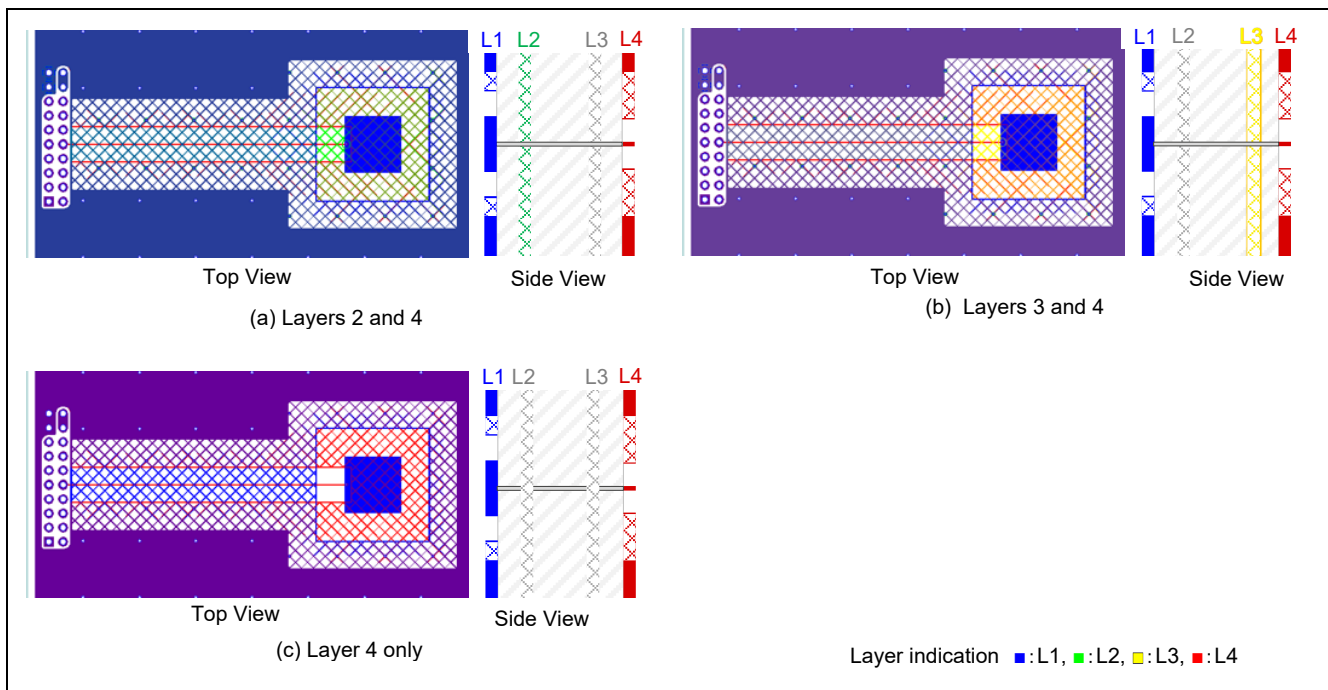 L1 L2 L3 L4
Top View
Side View
(a) Layers 2 and 4
L1 L2 L3 L4
Top View
Side View
(b) Layers 3 and 4
L1 L2 L3 L4
Top View
Side View
(c) Layer 4 only
Layer indication :L1, :L2, :L3, :L4